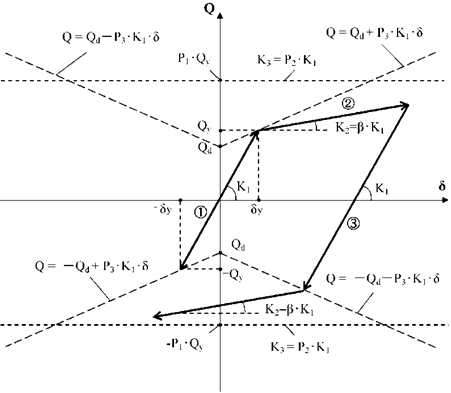 Q
Q = Q_d−P_3·K_1·δ
P_1·Q_y
K_3 = P_2·K_1
Q = Q_d+P_3·K_1·δ
②
Q_y
K_2=β·K_1
Q_d
K_1
K_1
δ
−δy
①
δy
③
Q_d
Q = −Q_d+P_3·K_1·δ
−Q_y
Q = −Q_d−P_3·K_1·δ
K_2−β·K_1
-P_1·Q_y
K_3 = P_2·K_1